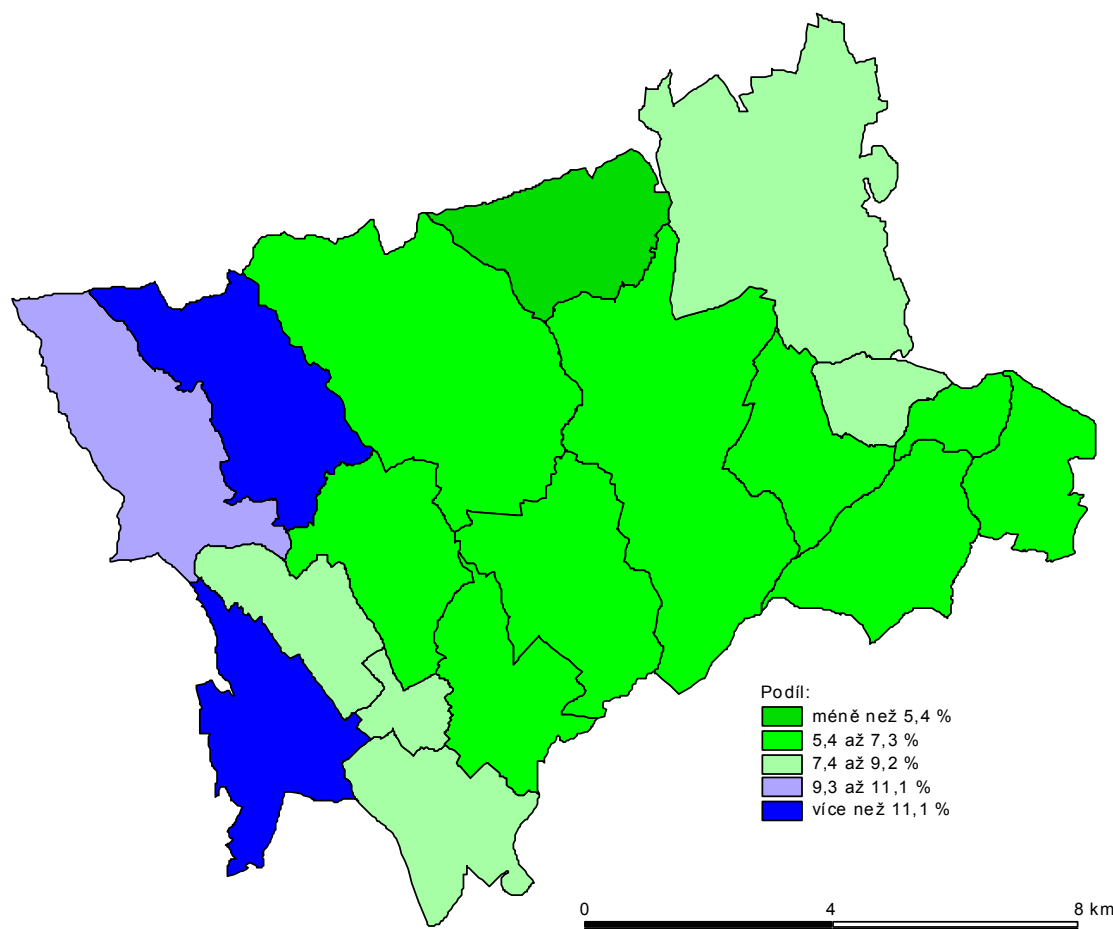 Podíl:
méně než 5,4 %
5,4 až 7,3 %
7,4 až 9,2 %
9,3 až 11,1 %
více než 11,1 %
0 4 8 km